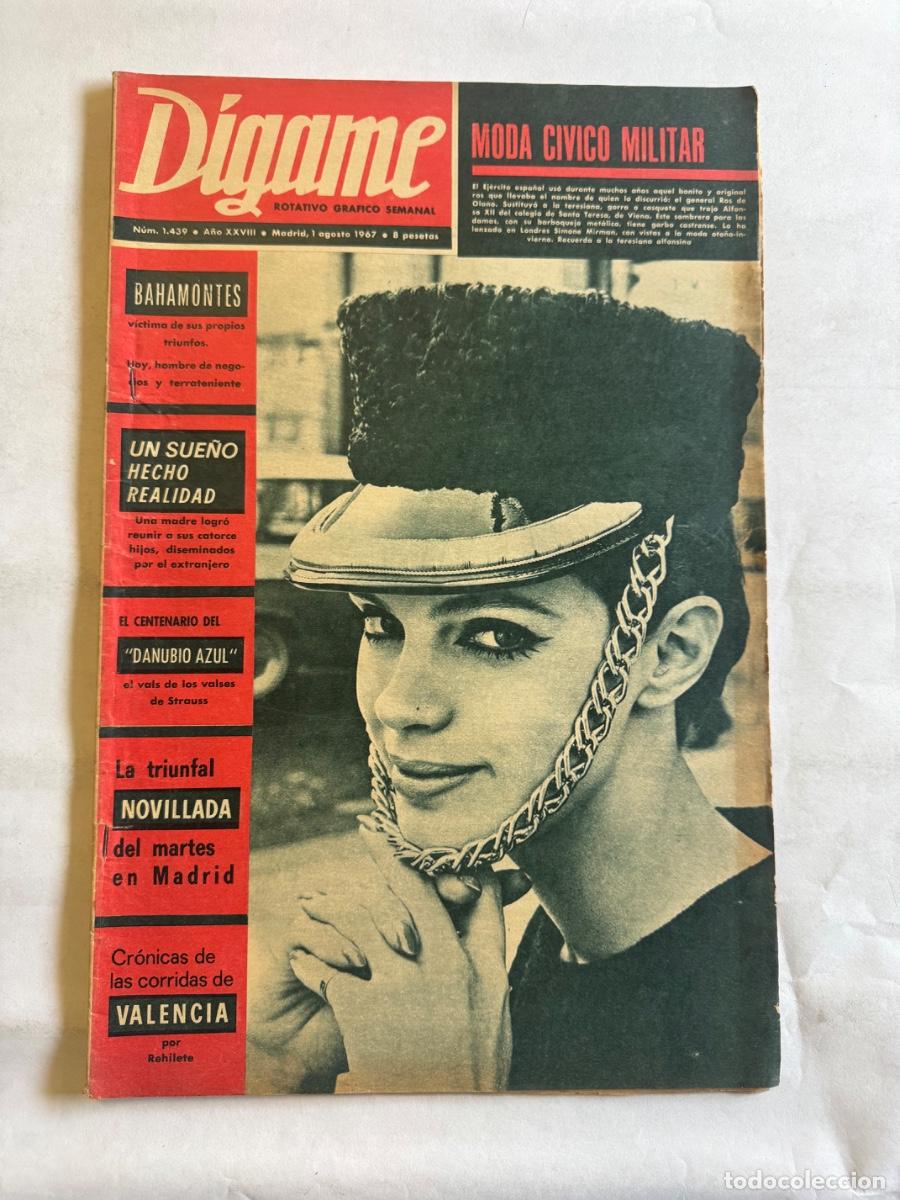 Dígame
ROTATIVO GRAFICO SEMANAL
Núm. 1.439 • Año XXVIII • Madrid, 1 agosto 1967 • 8 pesetas
MODA CIVICO MILITAR
El Ejército español usó durante muchos años aquel bonito y original
ros que llevaba el nombre de quien lo discurrió: el general Ros de
Olano. Sustituyó a la teresiana, gorra o casquete que trajo Alfon-
so XII del colegio de Santa Teresa, de Viena. Este sombrero para las
damas, con su barboquejo metálico, tiene garbo castrense. Lo ha
lanzado en Londres Simone Mirman, con vistas a la moda otoño-in-
vierno. Recuerda a la teresiana alfonsina
BAHAMONTES
víctima de sus propios
triunfos.
Hoy, hombre de nego-
cios y terrateniente
UN SUEÑO
HECHO
REALIDAD
Una madre logró
reunir a sus catorce
hijos, diseminados
por el extranjero
EL CENTENARIO DEL
"DANUBIO AZUL"
el vals de los valses
de Strauss
La triunfal
NOVILLADA
del martes
en Madrid
Crónicas de
las corridas de
VALENCIA
por
Rehilete
todocoleccion